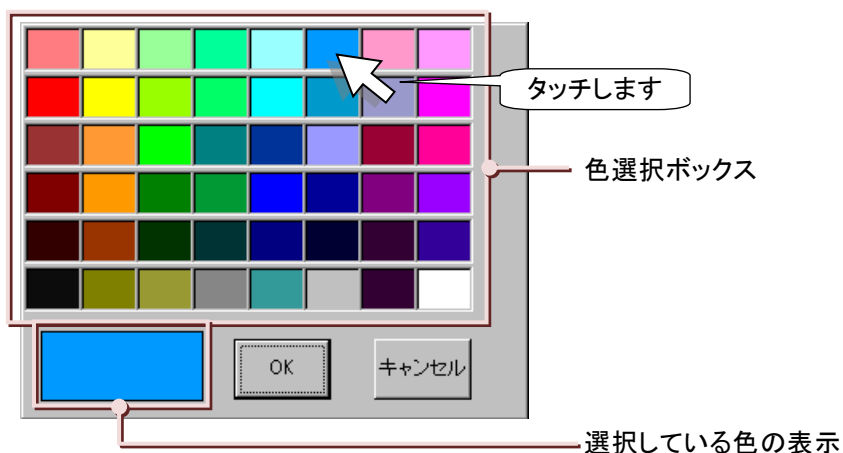 タッチします
色選択ボックス
OK
キャンセル
選択している色の表示